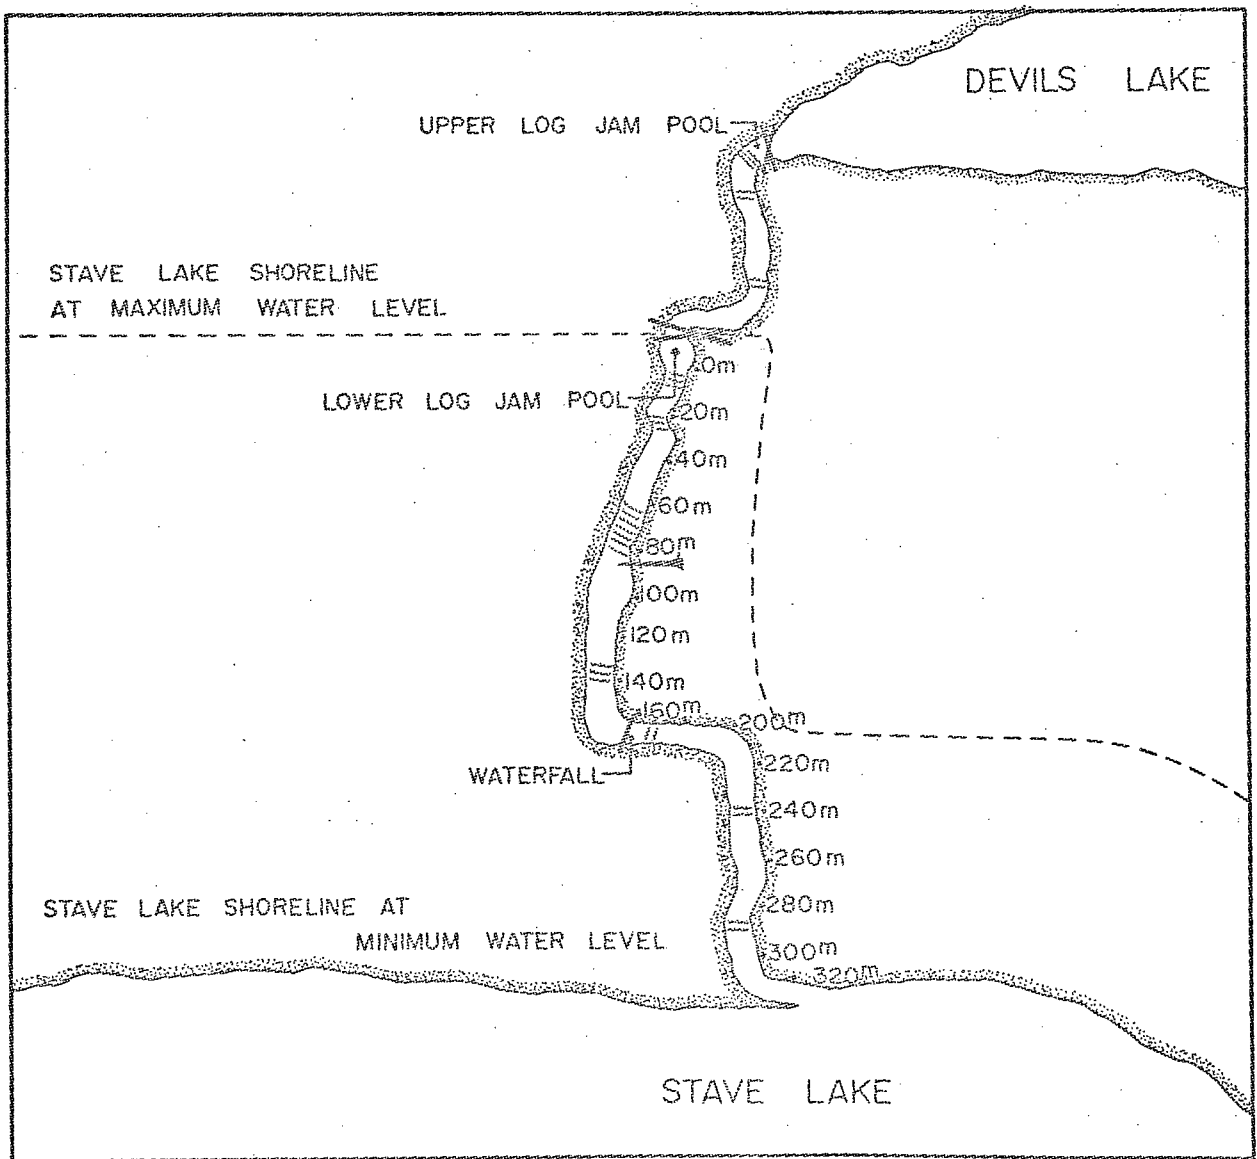 DEVILS LAKE
UPPER LOG JAM POOL
STAVE LAKE SHORELINE
AT MAXIMUM WATER LEVEL
0m
LOWER LOG JAM POOL
20m
40m
60m
80m
100m
120m
140m
160m
200m
WATERFALL
220m
240m
260m
280m
STAVE LAKE SHORELINE AT
MINIMUM WATER LEVEL
300m
320m
STAVE LAKE